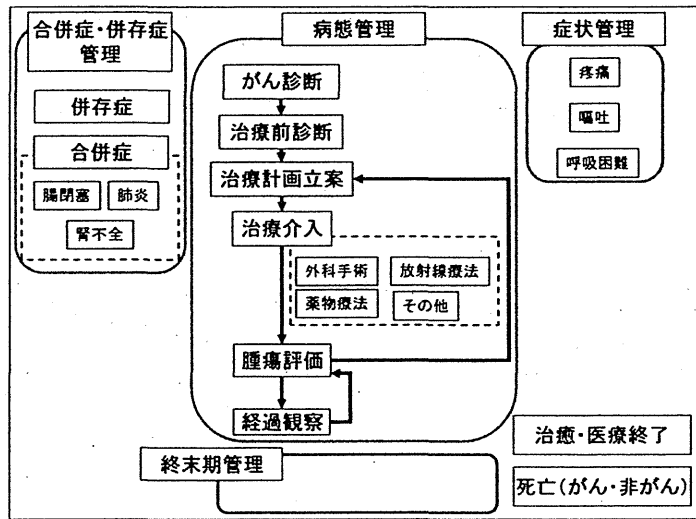 合併症・併存症
管理
併存症
合併症
腸閉塞
肺炎
腎不全
病態管理
がん診断
治療前診断
治療計画立案
治療介入
外科手術
放射線療法
薬物療法
その他
腫瘍評価
経過観察
症状管理
疼痛
嘔吐
呼吸困難
終末期管理
治癒・医療終了
死亡(がん・非がん)